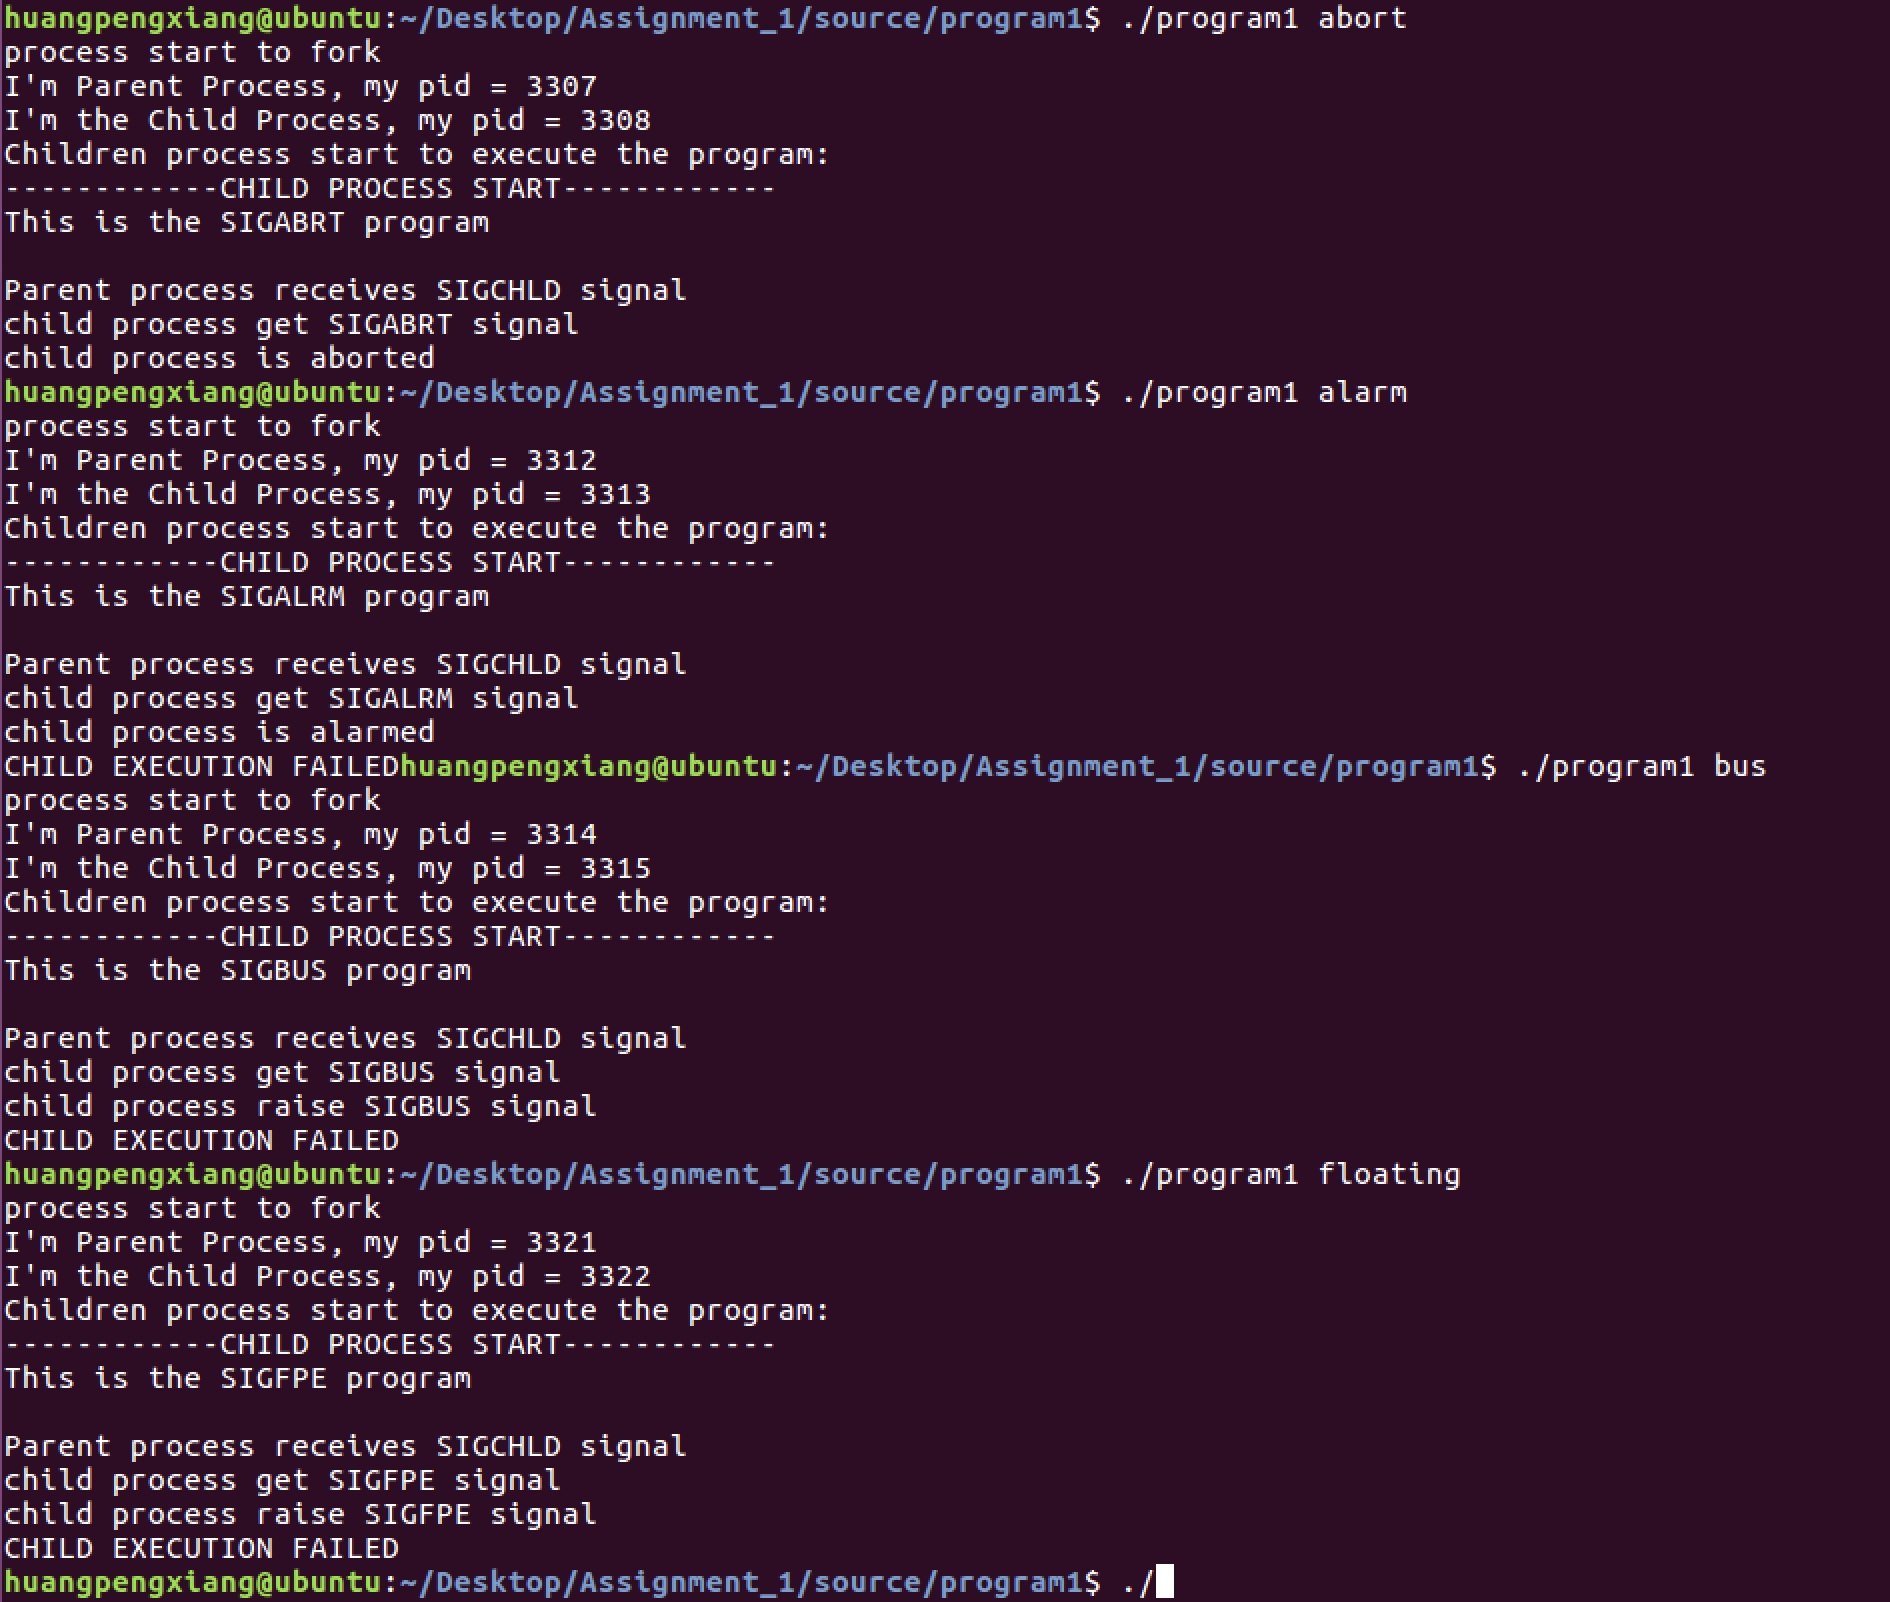 huangpengxiang@ubuntu:~/Desktop/Assignment_1/source/program1$ ./program1 abort
process start to fork
I'm Parent Process, my pid = 3307
I'm the Child Process, my pid = 3308
Children process start to execute the program:
------------CHILD PROCESS START------------
This is the SIGABRT program

Parent process receives SIGCHLD signal
child process get SIGABRT signal
child process is aborted
huangpengxiang@ubuntu:~/Desktop/Assignment_1/source/program1$ ./program1 alarm
process start to fork
I'm Parent Process, my pid = 3312
I'm the Child Process, my pid = 3313
Children process start to execute the program:
------------CHILD PROCESS START------------
This is the SIGALRM program

Parent process receives SIGCHLD signal
child process get SIGALRM signal
child process is alarmed
CHILD EXECUTION FAILEDhuangpengxiang@ubuntu:~/Desktop/Assignment_1/source/program1$ ./program1 bus
process start to fork
I'm Parent Process, my pid = 3314
I'm the Child Process, my pid = 3315
Children process start to execute the program:
------------CHILD PROCESS START------------
This is the SIGBUS program

Parent process receives SIGCHLD signal
child process get SIGBUS signal
child process raise SIGBUS signal
CHILD EXECUTION FAILED
huangpengxiang@ubuntu:~/Desktop/Assignment_1/source/program1$ ./program1 floating
process start to fork
I'm Parent Process, my pid = 3321
I'm the Child Process, my pid = 3322
Children process start to execute the program:
------------CHILD PROCESS START------------
This is the SIGFPE program

Parent process receives SIGCHLD signal
child process get SIGFPE signal
child process raise SIGFPE signal
CHILD EXECUTION FAILED
huangpengxiang@ubuntu:~/Desktop/Assignment_1/source/program1$ ./